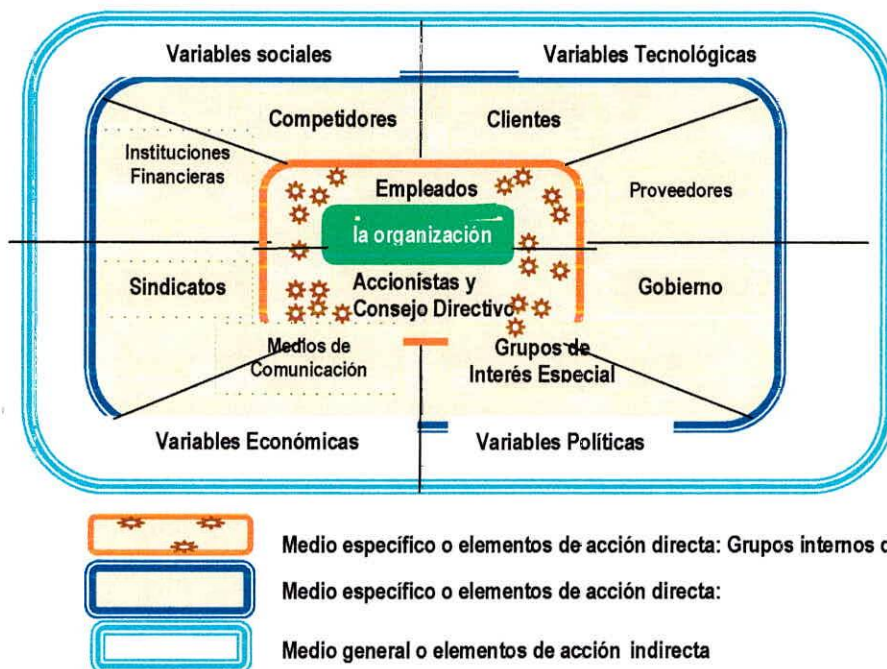 Variables sociales
Variables Tecnológicas
Competidores
Clientes
Instituciones
Financieras
Proveedores
Empleados
la organización
Sindicatos
Accionistas y
Consejo Directivo
Gobierno
Medios de
Comunicación
Grupos de
Interés Especial
Variables Económicas
Variables Políticas
Medio específico o elementos de acción directa: Grupos internos
Medio específico o elementos de acción directa:
Medio general o elementos de acción indirecta